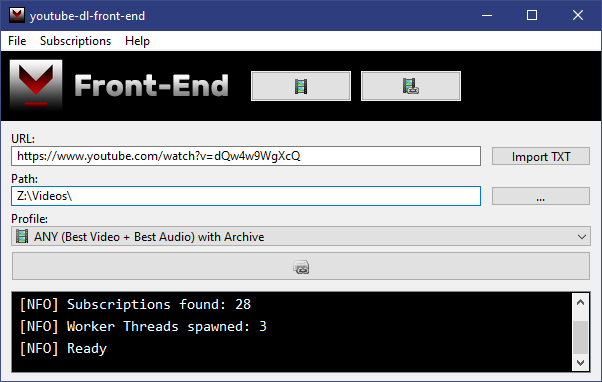 youtube-dl-front-end
File Subscriptions Help
Front-End
URL:
https://www.youtube.com/watch?v=dQw4w9WgXcQ
Import TXT
Path:
Z:\Videos\
...
Profile:
ANY (Best Video + Best Audio) with Archive
[NFO] Subscriptions found: 28
[NFO] Worker Threads spawned: 3
[NFO] Ready